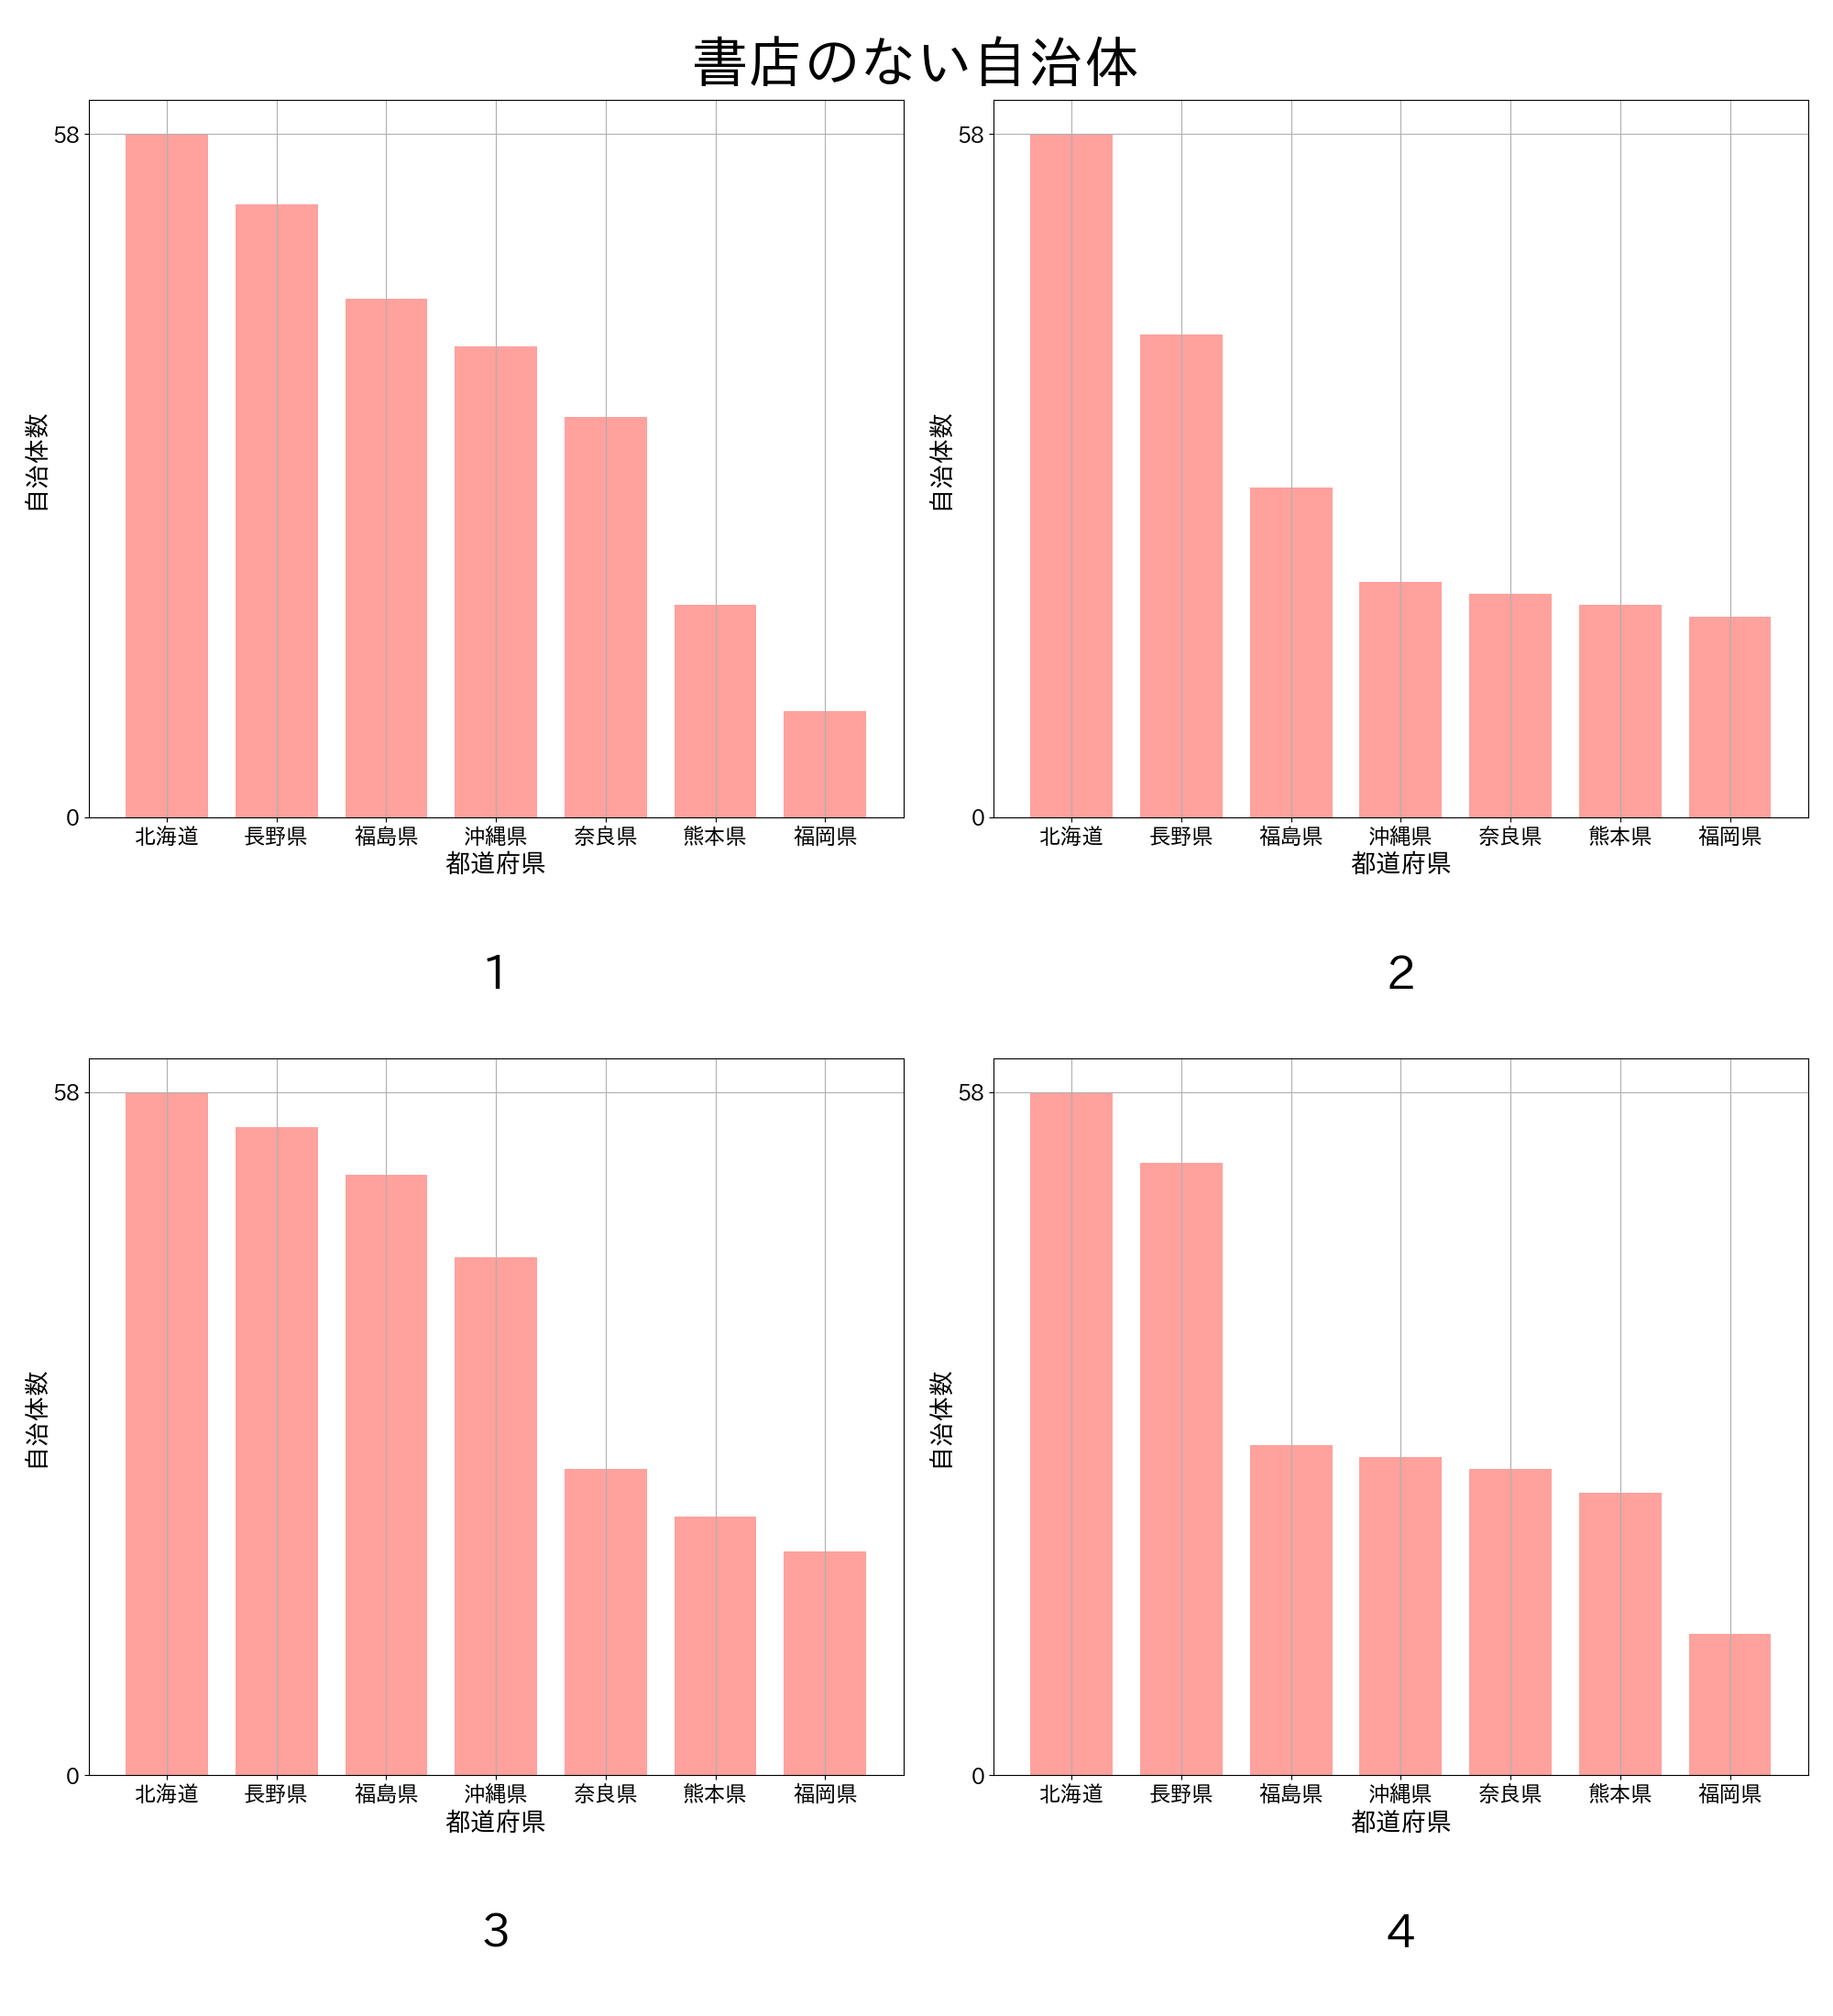 書店のない自治体
58
0
自治体数
北海道 長野県 福島県 沖縄県 奈良県 熊本県 福岡県
都道府県
1
58
0
自治体数
北海道 長野県 福島県 沖縄県 奈良県 熊本県 福岡県
都道府県
2
58
0
自治体数
北海道 長野県 福島県 沖縄県 奈良県 熊本県 福岡県
都道府県
3
58
0
自治体数
北海道 長野県 福島県 沖縄県 奈良県 熊本県 福岡県
都道府県
4